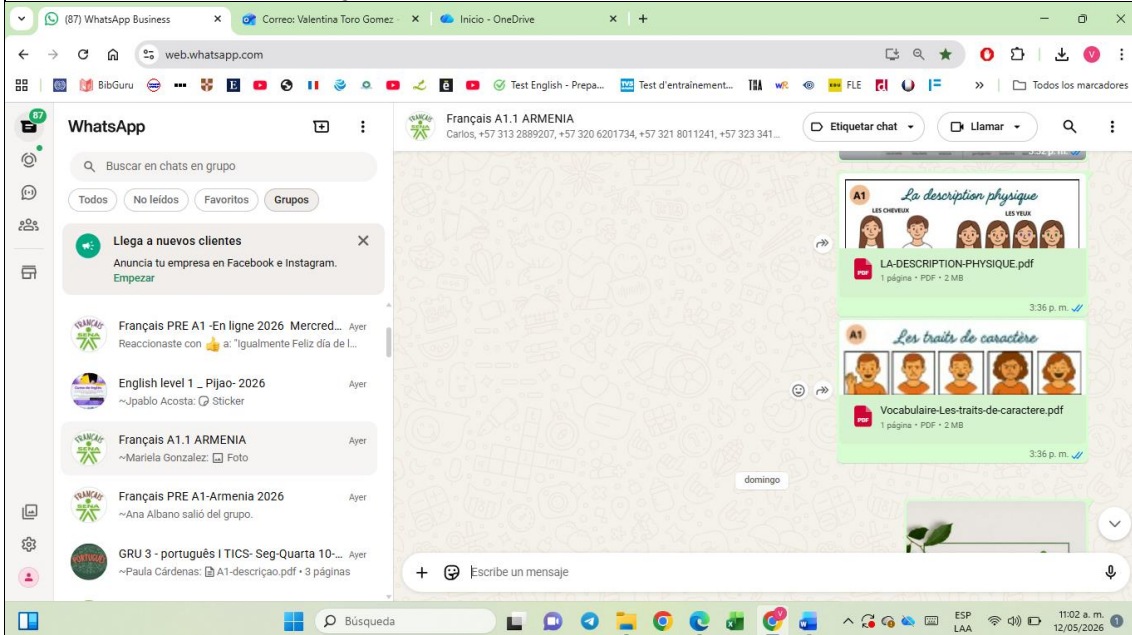 (87) WhatsApp Business
Correo: Valentina Toro Gomez -
Inicio - OneDrive
web.whatsapp.com
BibGuru
Test English - Prepa...
Test d'entraînement...
WR
FLE
Todos los marcadores
87
WhatsApp
Buscar en chats en grupo
Todos
No leídos
Favoritos
Grupos
Llega a nuevos clientes
Anuncia tu empresa en Facebook e Instagram.
Empezar
Français PRE A1 -En ligne 2026 Mercred... Ayer
Reaccionaste con 👍 a: "Igualmente Feliz día de l...
English level 1 _ Pijao- 2026 Ayer
~Jpablo Acosta: Sticker
Français A1.1 ARMENIA Ayer
~Mariela Gonzalez: Foto
Français PRE A1-Armenia 2026 Ayer
~Ana Albano salió del grupo.
GRU 3 - português I TICS- Seg-Quarta 10-... Ayer
~Paula Cárdenas: A1-descriçao.pdf • 3 páginas
Français A1.1 ARMENIA
Carlos, +57 313 2889207, +57 320 6201734, +57 321 8011241, +57 323 341...
Etiquetar chat
Llamar
3:32 p. m.
A1 La description physique
LES CHEVEUX
LES YEUX
PDF
LA-DESCRIPTION-PHYSIQUE.pdf
1 página • PDF • 2 MB
3:36 p. m.
A1 Les traits de caractère
PDF
Vocabulaire-Les-traits-de-caractere.pdf
1 página • PDF • 2 MB
3:36 p. m.
domingo
Escribe un mensaje
Búsqueda
ESP
LAA
11:02 a. m.
12/05/2026